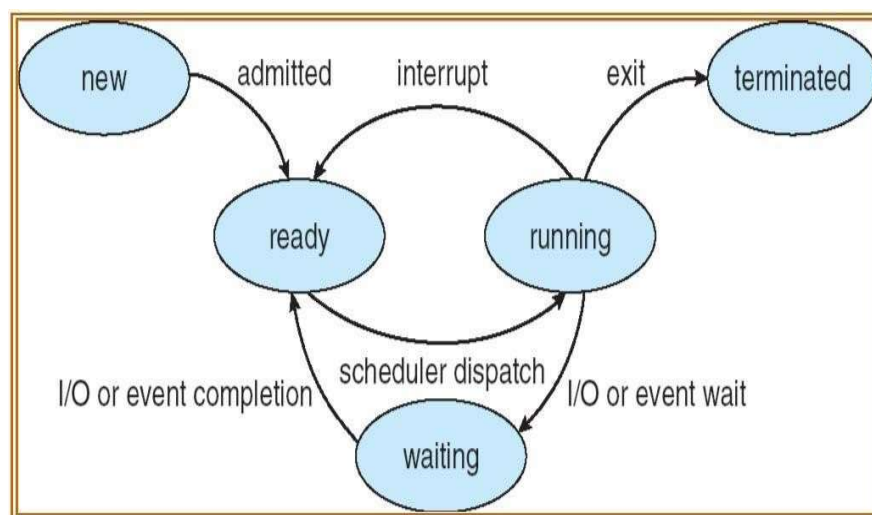 new
admitted
interrupt
exit
terminated
ready
running
scheduler dispatch
I/O or event completion
I/O or event wait
waiting